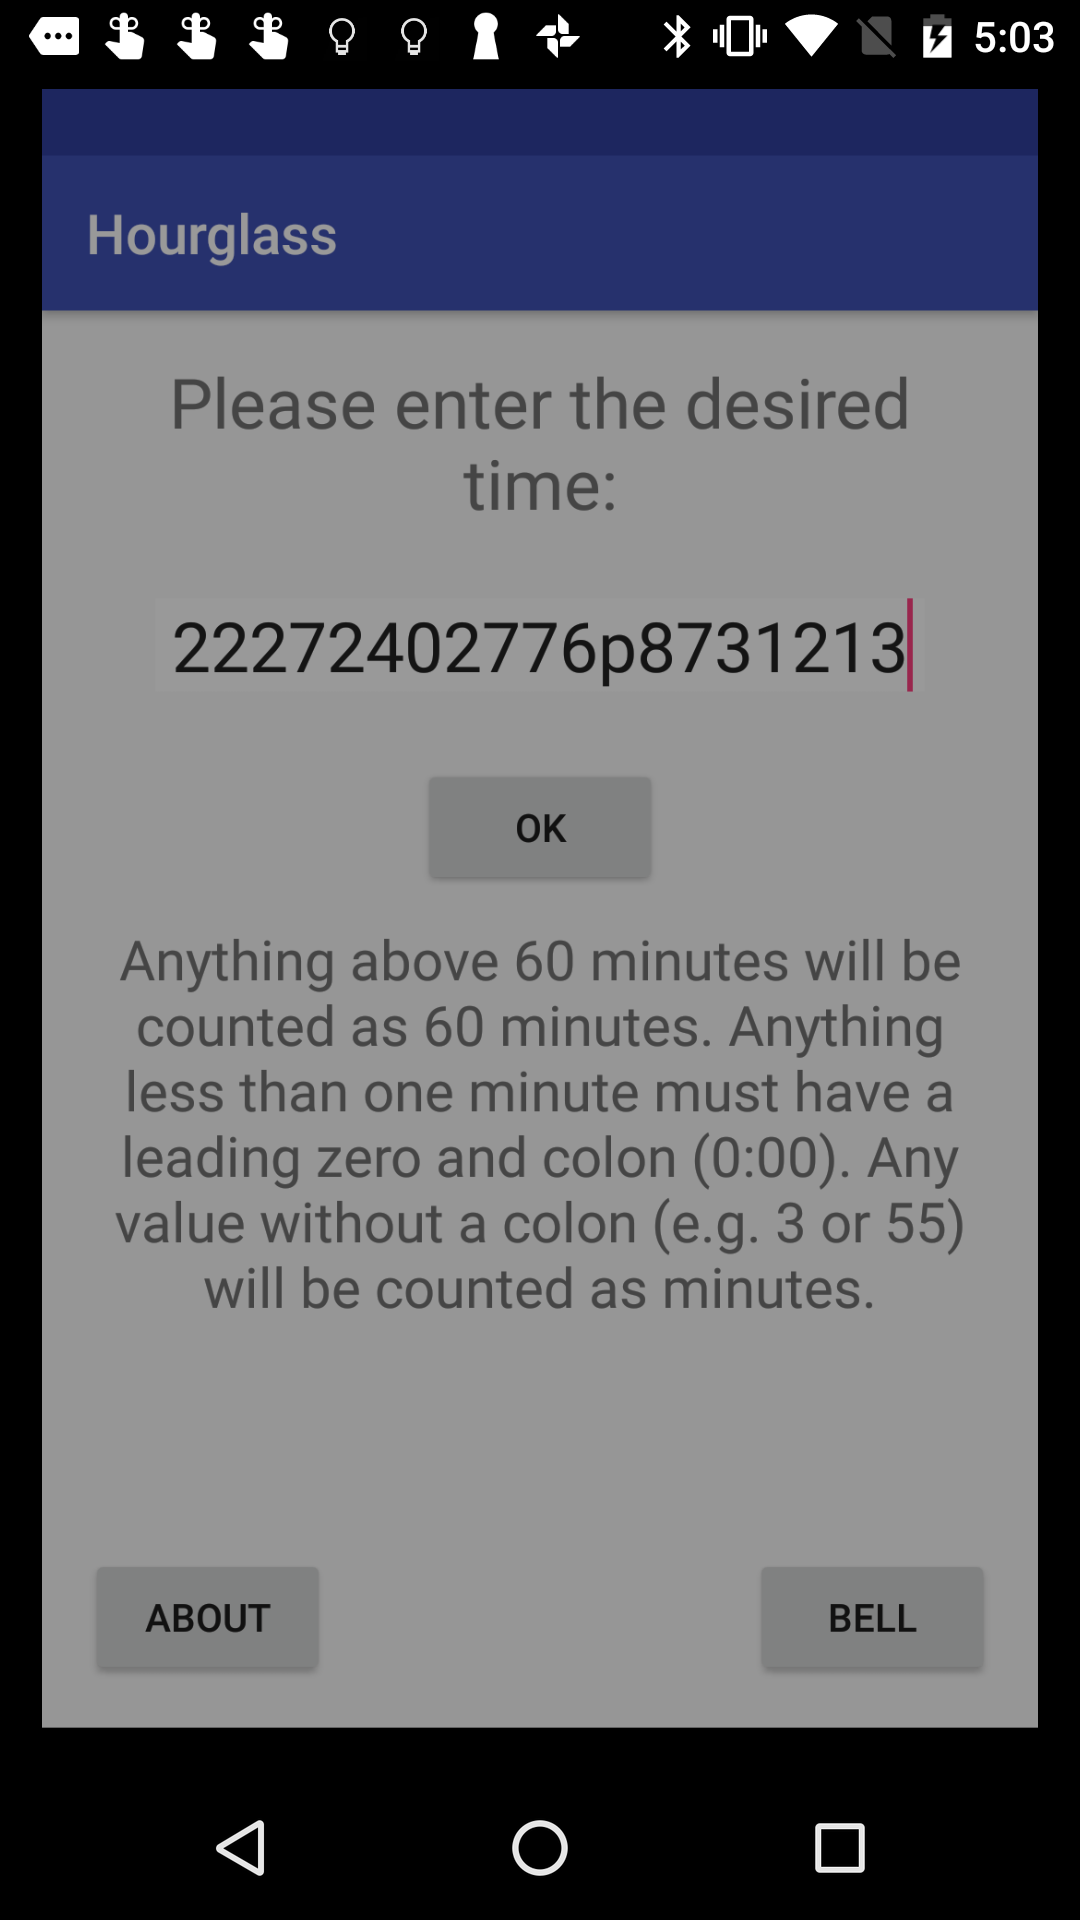 5:03
Hourglass
Please enter the desired
time:
22272402776p8731213
OK
Anything above 60 minutes will be
counted as 60 minutes. Anything
less than one minute must have a
leading zero and colon (0:00). Any
value without a colon (e.g. 3 or 55)
will be counted as minutes.
ABOUT
BELL